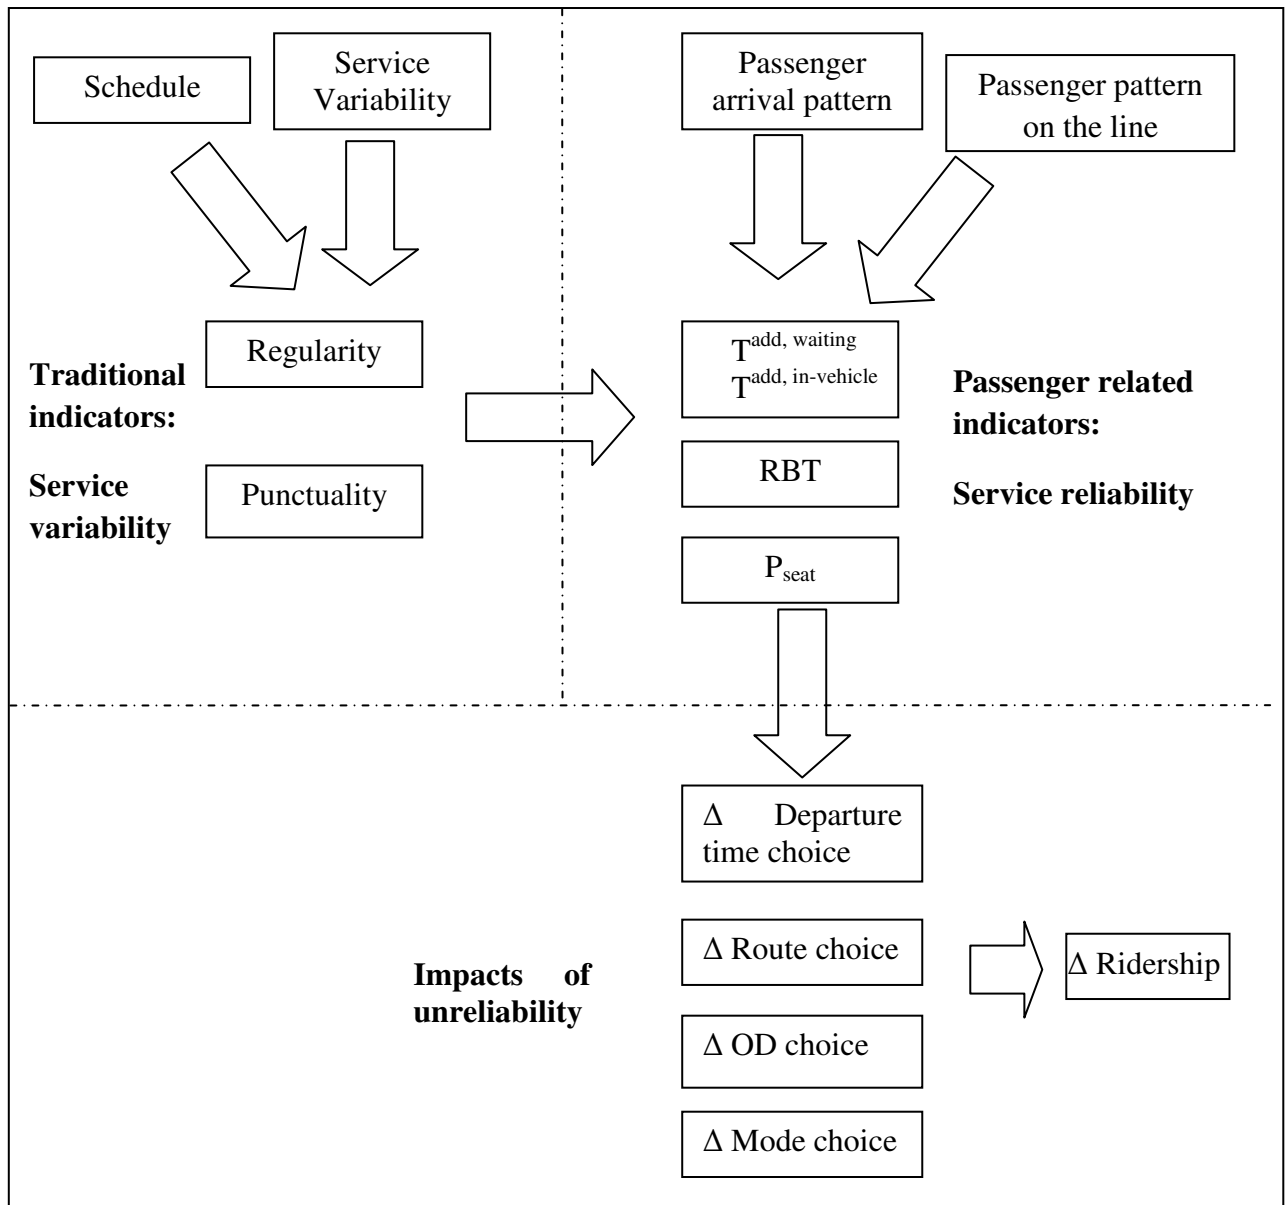 Schedule
Service
Variability
Passenger
arrival pattern
Passenger pattern
on the line
Regularity
Traditional
indicators:
Service
variability
Punctuality
T^add, waiting
T^add, in-vehicle
RBT
P_seat
Passenger related
indicators:
Service reliability
Δ Departure
time choice
Δ Route choice
Δ OD choice
Δ Mode choice
Impacts of
unreliability
Δ Ridership